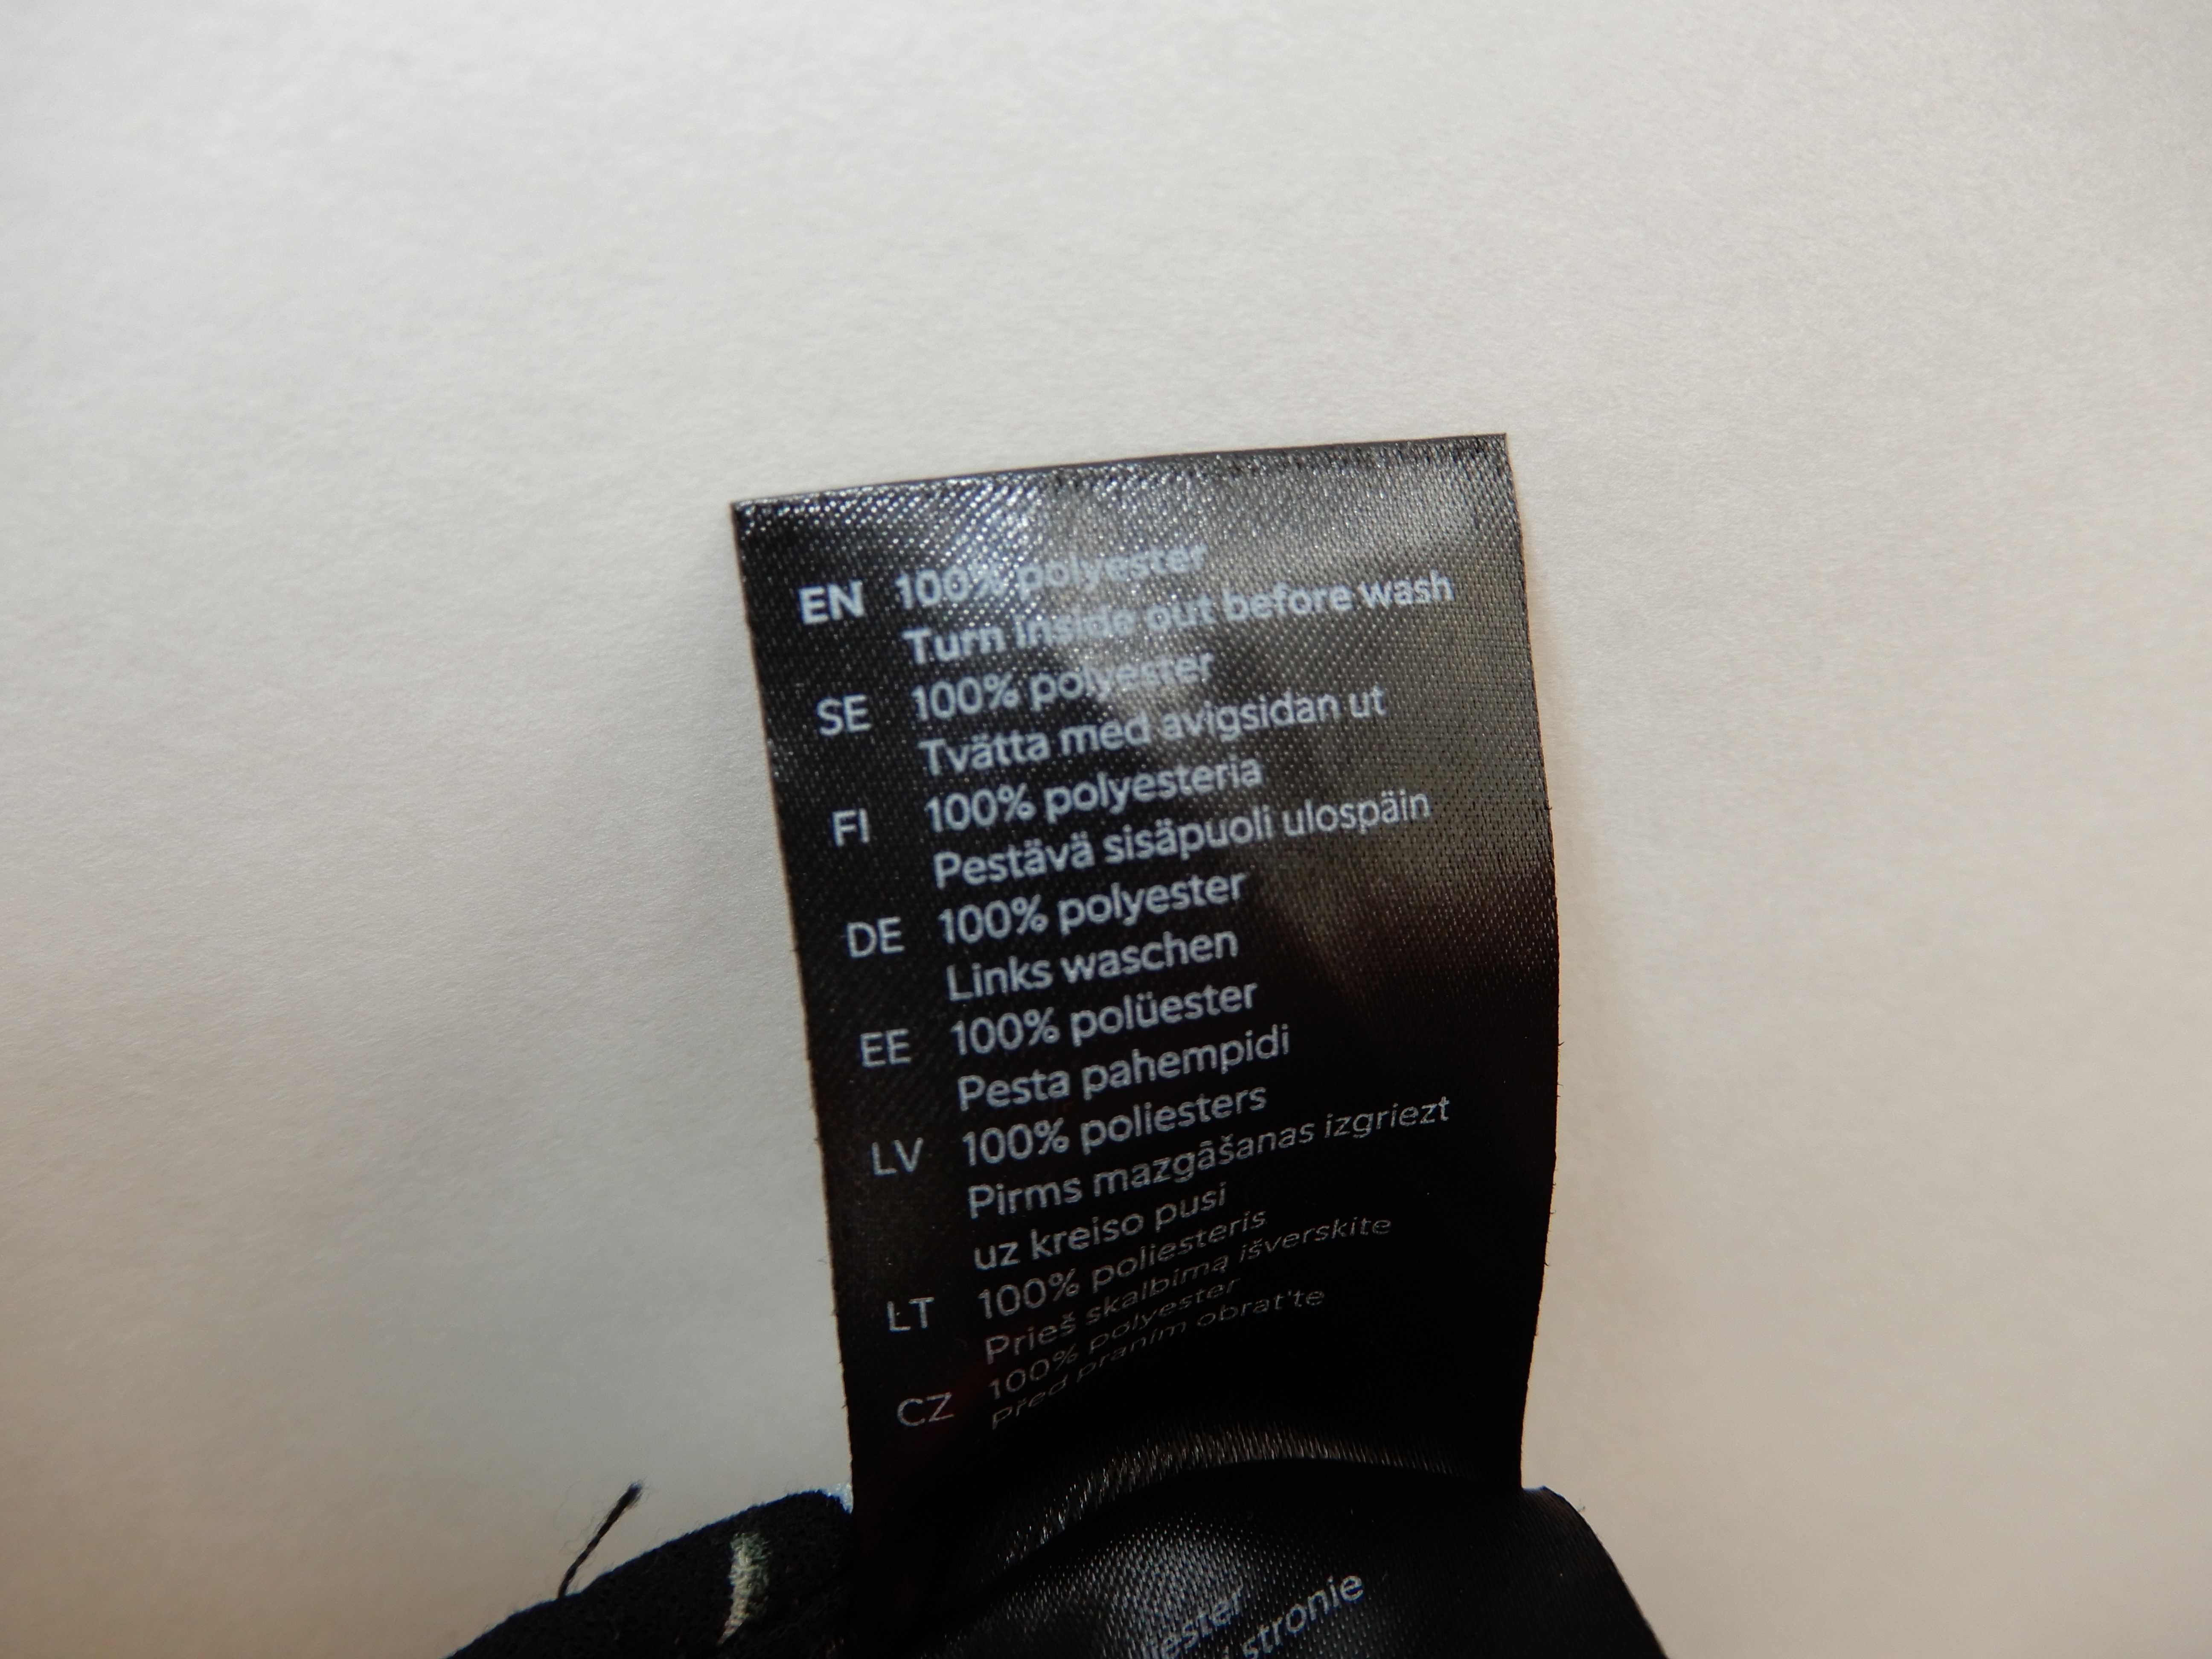 EN 100% polyester
Turn inside out before wash
SE 100% polyester
Tvätta med avigsidan ut
FI 100% polyesteria
Pestävä sisäpuoli ulospäin
DE 100% polyester
Links waschen
EE 100% polüester
Pesta pahempidi
LV 100% poliesters
Pirms mazgāšanas izgriezt
uz kreiso pusi
LT 100% poliesteris
Prieš skalbimą išverskite
CZ 100% polyester
Před praním obrat'te
iester
stronie